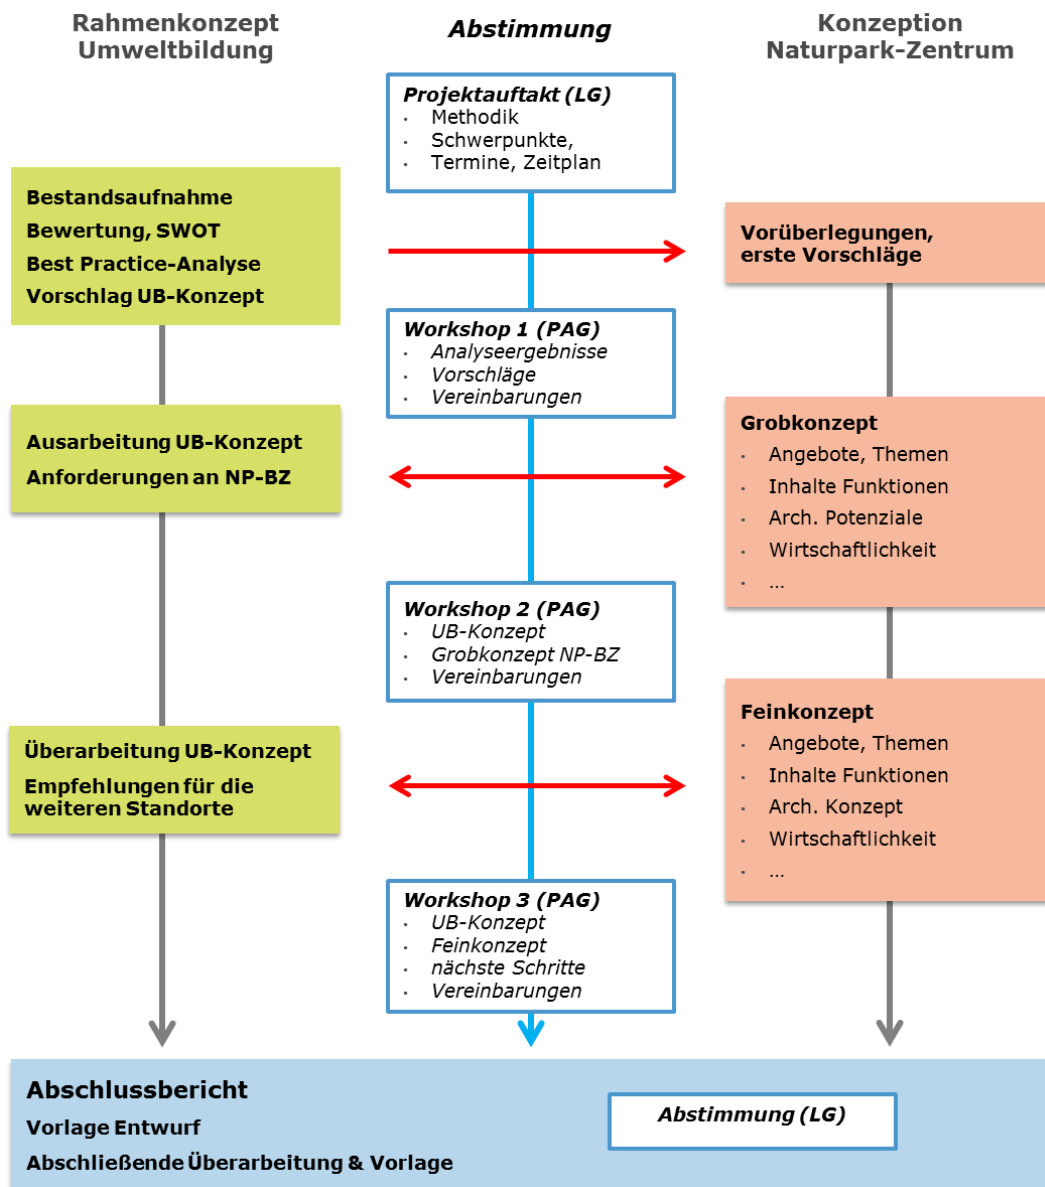 Rahmenkonzept
Umweltbildung
Abstimmung
Konzeption
Naturpark-Zentrum
Projektauftakt (LG)
· Methodik
· Schwerpunkte,
· Termine, Zeitplan
Bestandsaufnahme
Bewertung, SWOT
Best Practice-Analyse
Vorschlag UB-Konzept
Vorüberlegungen,
erste Vorschläge
Workshop 1 (PAG)
· Analyseergebnisse
· Vorschläge
· Vereinbarungen
Ausarbeitung UB-Konzept
Anforderungen an NP-BZ
Grobkonzept
· Angebote, Themen
· Inhalte Funktionen
· Arch. Potenziale
· Wirtschaftlichkeit
· …
Workshop 2 (PAG)
· UB-Konzept
· Grobkonzept NP-BZ
· Vereinbarungen
Überarbeitung UB-Konzept
Empfehlungen für die
weiteren Standorte
Feinkonzept
· Angebote, Themen
· Inhalte Funktionen
· Arch. Konzept
· Wirtschaftlichkeit
· …
Workshop 3 (PAG)
· UB-Konzept
· Feinkonzept
· nächste Schritte
· Vereinbarungen
Abschlussbericht
Vorlage Entwurf
Abschließende Überarbeitung & Vorlage
Abstimmung (LG)